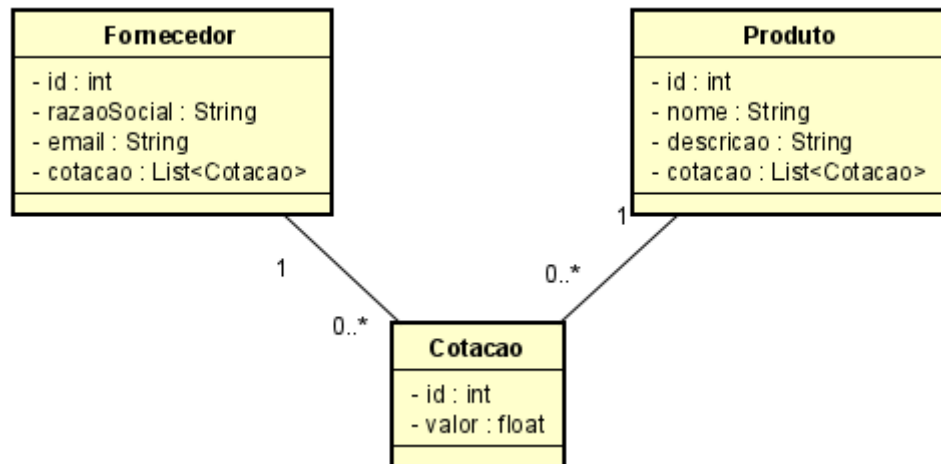 Fornecedor
- id : int
- razaoSocial : String
- email : String
- cotacao : List<Cotacao>
Produto
- id : int
- nome : String
- descricao : String
- cotacao : List<Cotacao>
1
0..*
1
0..*
Cotacao
- id : int
- valor : float